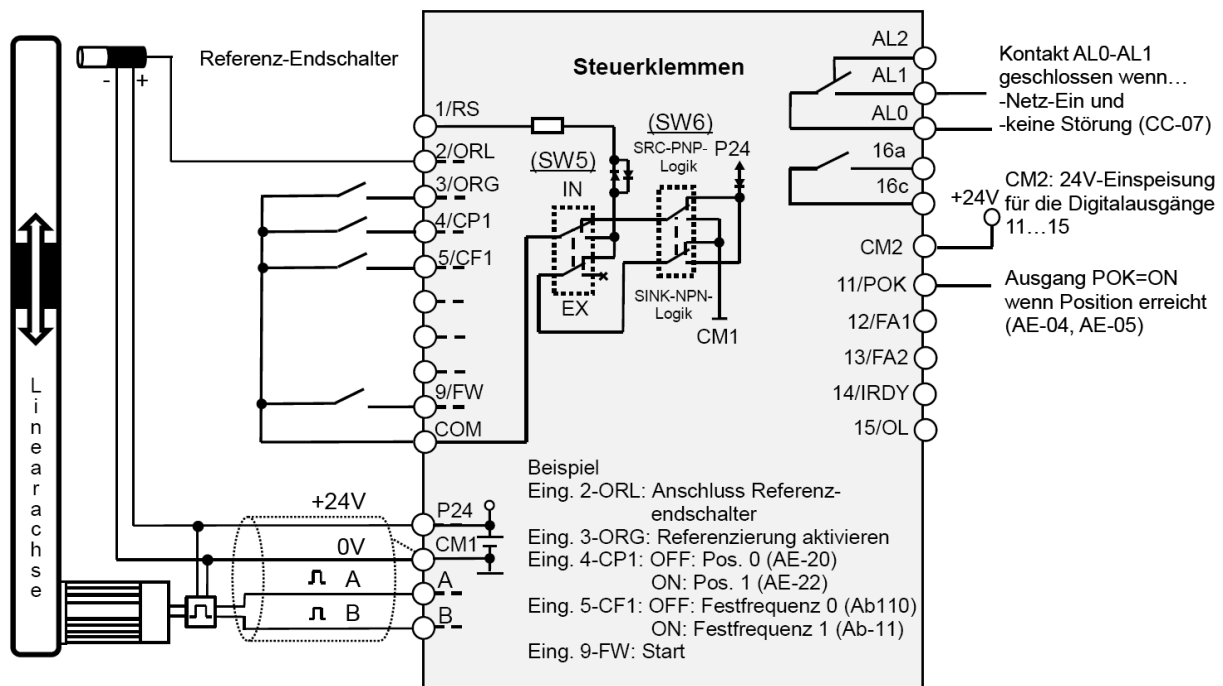 Referenz-Endschalter
- +
Linearachse
Steuerklemmen
1/RS
2/ORL
3/ORG
4/CP1
5/CF1
9/FW
COM
(SW5)
IN
EX
(SW6)
SRC-PNP-
Logik
P24
SINK-NPN-
Logik
CM1
AL2
AL1
AL0
16a
16c
+24V
CM2
11/POK
12/FA1
13/FA2
14/IRDY
15/OL
Kontakt AL0-AL1
geschlossen wenn…
-Netz-Ein und
-keine Störung (CC-07)
CM2: 24V-Einspeisung
für die Digitalausgänge
11…15
Ausgang POK=ON
wenn Position erreicht
(AE-04, AE-05)
+24V
0V
A
B
P24
CM1
A
B
Beispiel
Eing. 2-ORL: Anschluss Referenz-
endschalter
Eing. 3-ORG: Referenzierung aktivieren
Eing. 4-CP1: OFF: Pos. 0 (AE-20)
ON: Pos. 1 (AE-22)
Eing. 5-CF1: OFF: Festfrequenz 0 (Ab110)
ON: Festfrequenz 1 (Ab-11)
Eing. 9-FW: Start